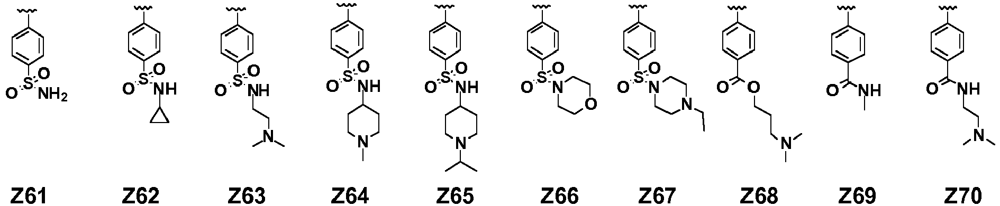 S O O NH2
S O O NH
S O O NH N
S O O NH N
S O O NH N
S O O N O
S O O N N
O O N
O NH
O NH N
Z61 Z62 Z63 Z64 Z65 Z66 Z67 Z68 Z69 Z70